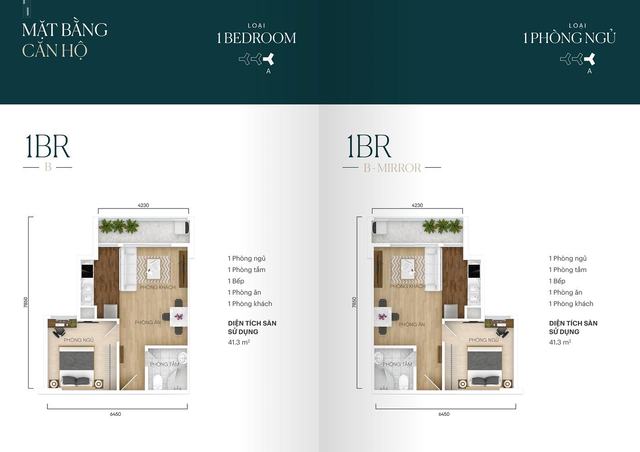 MẶT BẰNG
CĂN HỘ
LOẠI
1 BEDROOM
A
LOẠI
1 PHÒNG NGỦ
A
1BR
B
4230
7650
PHÒNG KHÁCH
PHÒNG ĂN
PHÒNG NGỦ
PHÒNG TẮM
6450
1 Phòng ngủ
1 Phòng tắm
1 Bếp
1 Phòng ăn
1 Phòng khách
DIỆN TÍCH SÀN
SỬ DỤNG
41.3 m²
1BR
B - MIRROR
4230
7650
PHÒNG KHÁCH
PHÒNG ĂN
PHÒNG NGỦ
PHÒNG TẮM
6450
1 Phòng ngủ
1 Phòng tắm
1 Bếp
1 Phòng ăn
1 Phòng khách
DIỆN TÍCH SÀN
SỬ DỤNG
41.3 m²